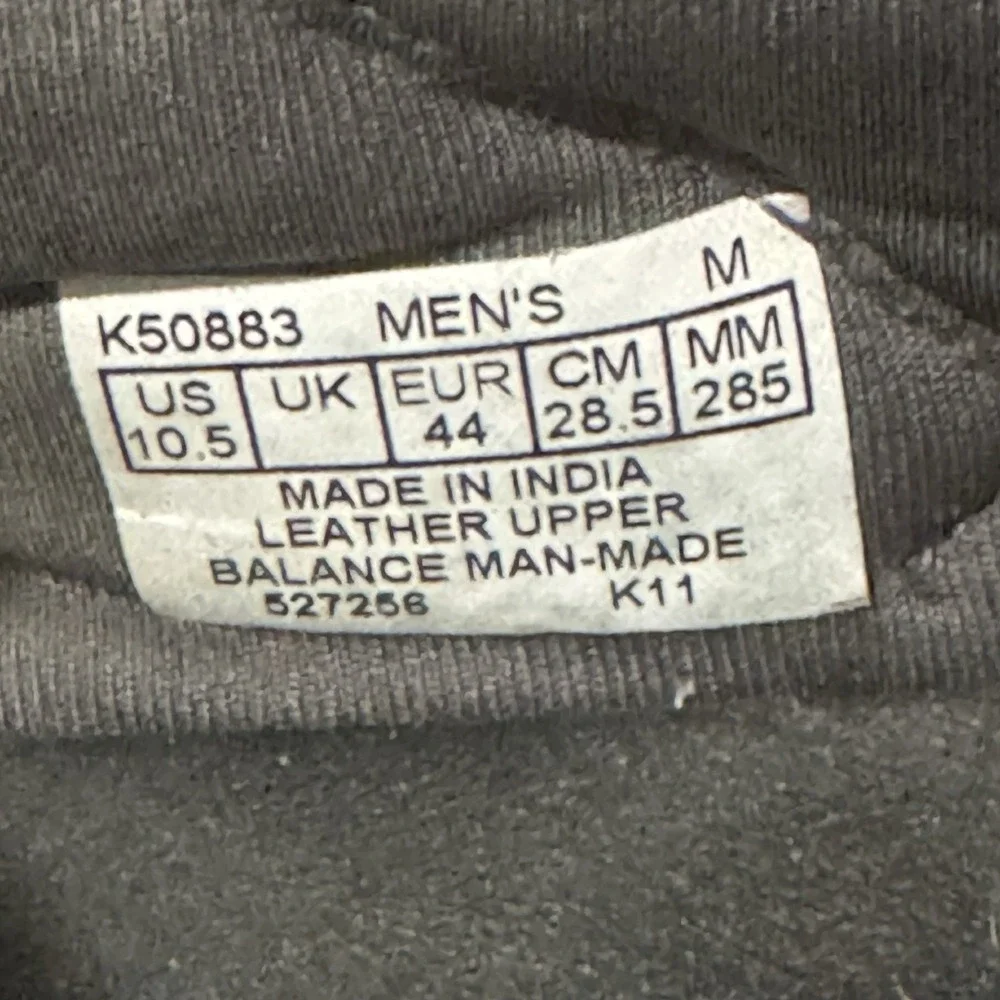 K50883 MEN'S M
US UK EUR CM MM
10.5 44 28.5 285
MADE IN INDIA
LEATHER UPPER
BALANCE MAN-MADE
527256 K11